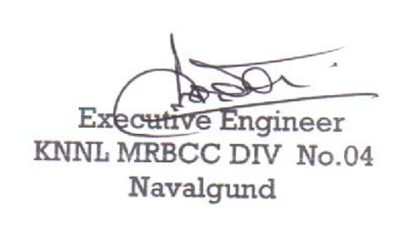 Executive Engineer
KNNL MRBCC DIV No.04
Navalgund